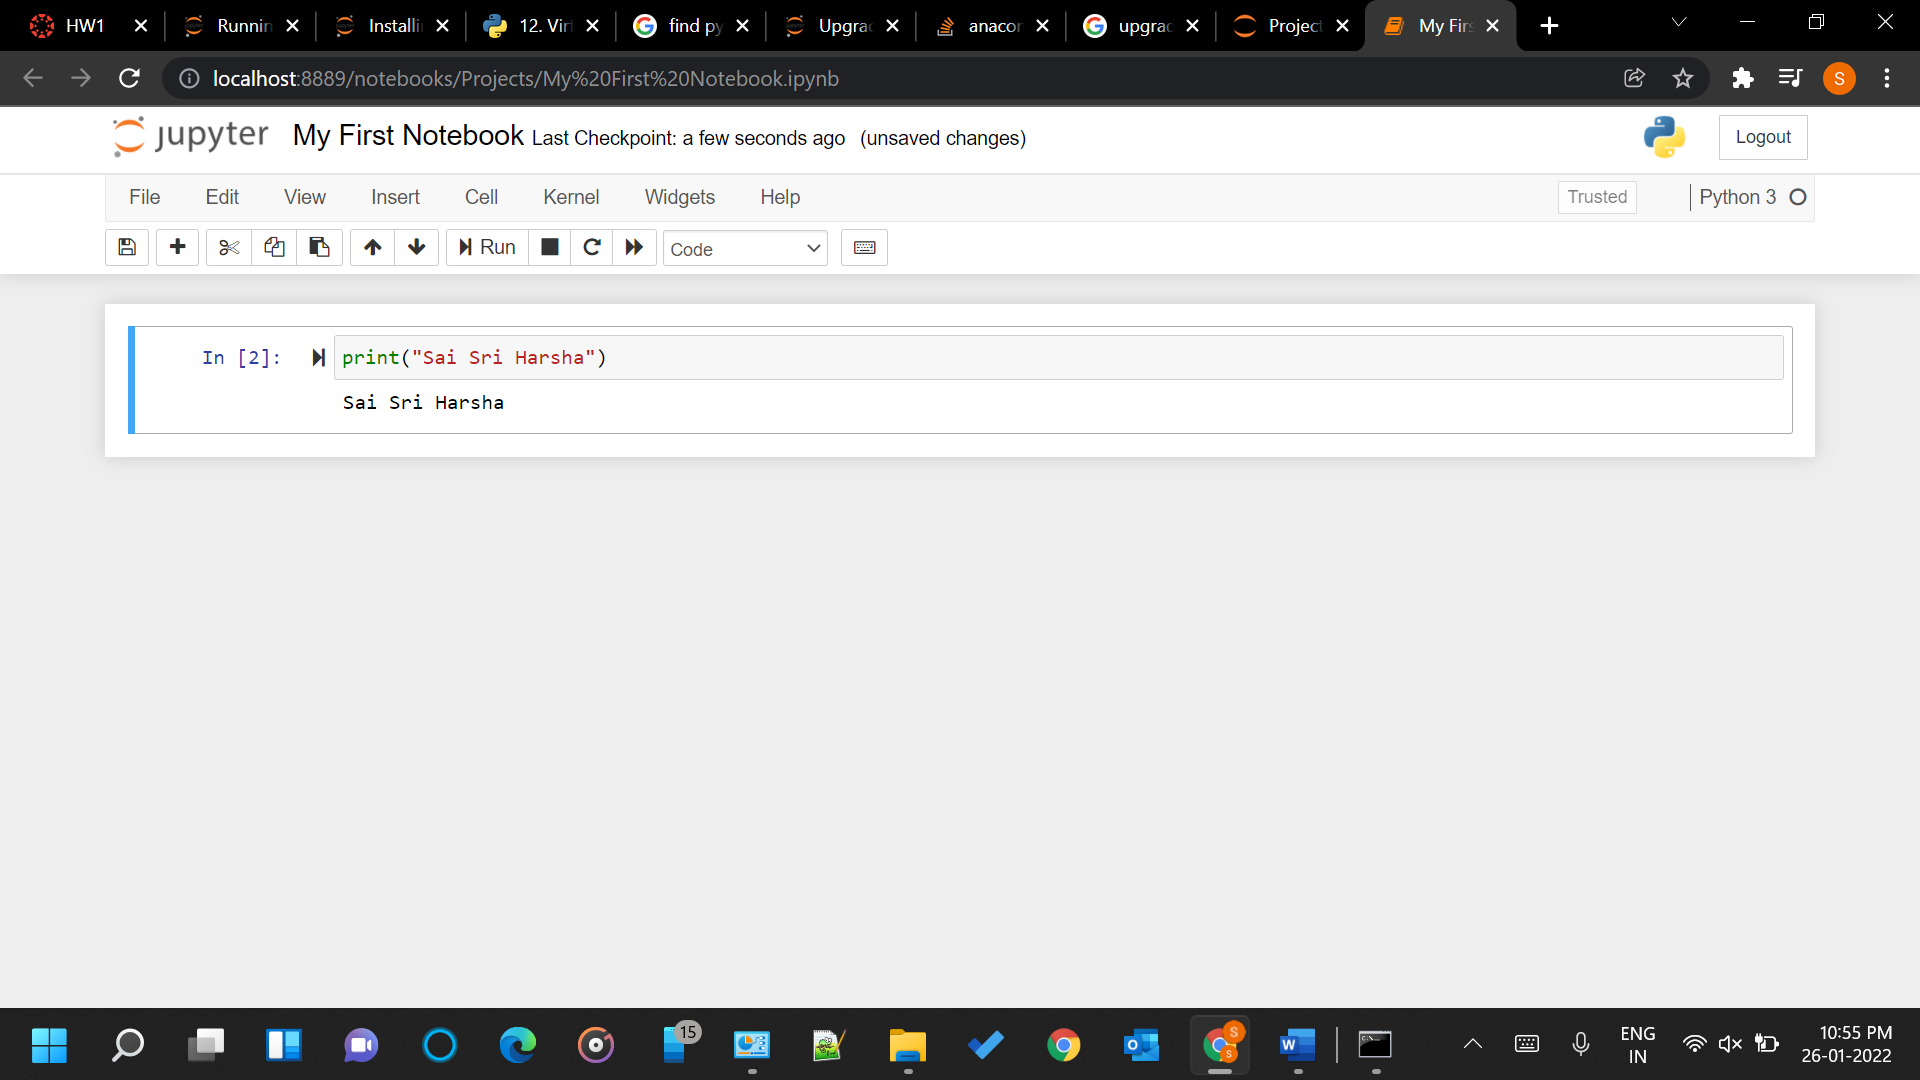 HW1
Runnin
Installi
12. Virt
find py
Upgrac
anacor
upgrac
Project
My Firs
localhost:8889/notebooks/Projects/My%20First%20Notebook.ipynb
S
jupyter My First Notebook Last Checkpoint: a few seconds ago (unsaved changes)
Logout
File Edit View Insert Cell Kernel Widgets Help
Trusted
Python 3
Run
Code
In [2]: print("Sai Sri Harsha")
Sai Sri Harsha
15
S
S
W
ENG
IN
10:55 PM
26-01-2022